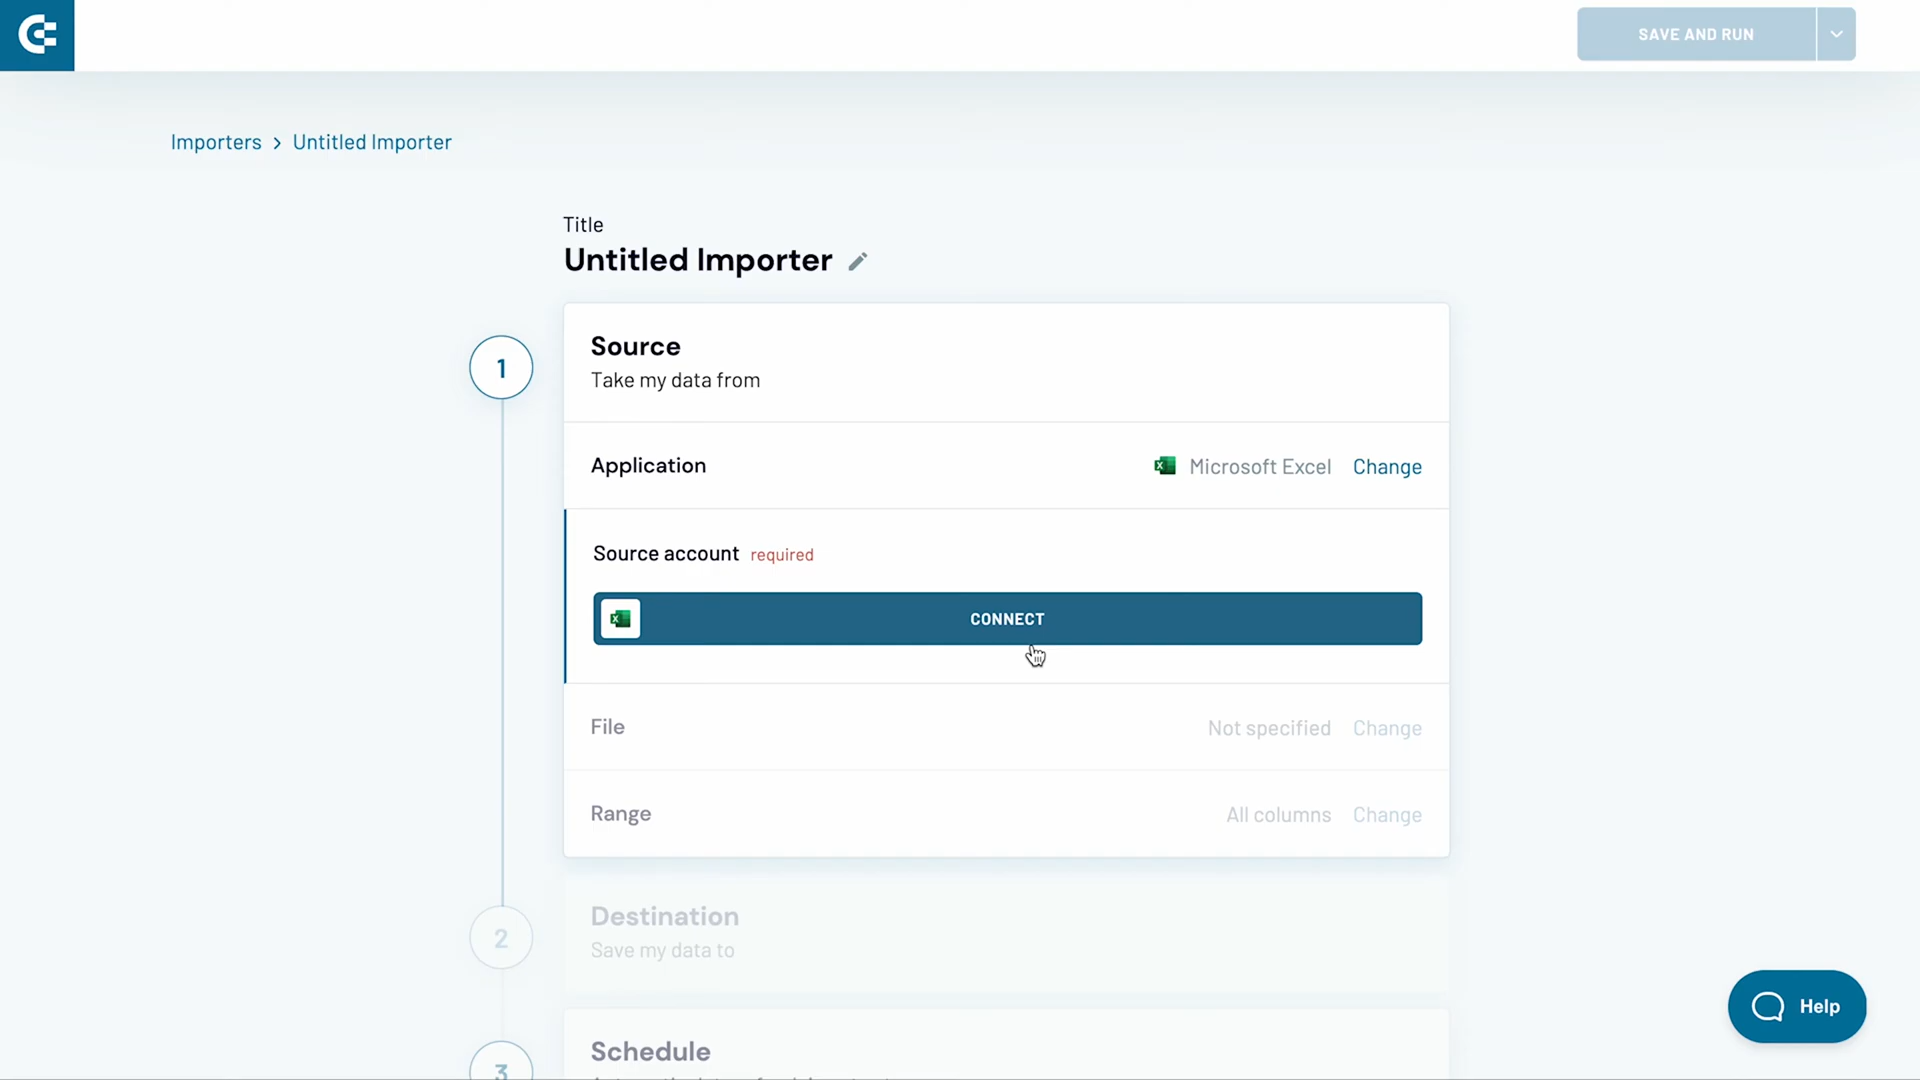 SAVE AND RUN
Importers > Untitled Importer
Title
Untitled Importer
1
Source
Take my data from
Application
Microsoft Excel
Change
Source account required
CONNECT
File
Not specified
Change
Range
All columns
Change
2
Destination
Save my data to
3
Schedule
Help